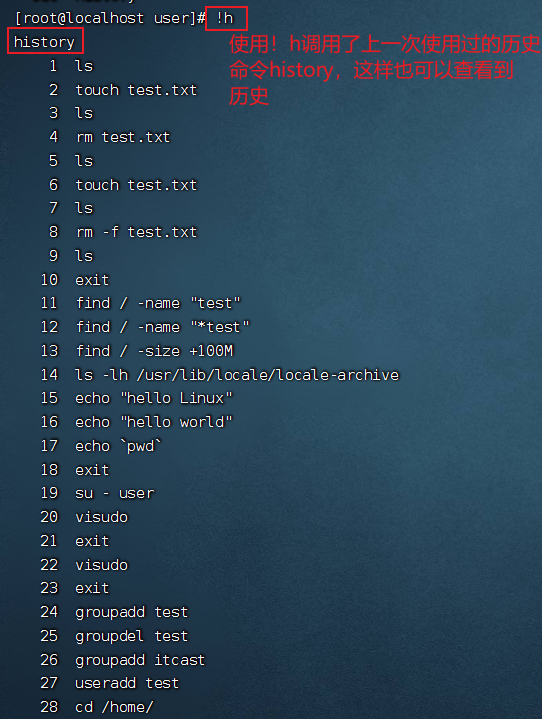 [root@localhost user]# !h
使用！h调用了上一次使用过的历史
history
命令history，这样也可以查看到
历史
1 ls
2 touch test.txt
3 ls
4 rm test.txt
5 ls
6 touch test.txt
7 ls
8 rm -f test.txt
9 ls
10 exit
11 find / -name "test"
12 find / -name "*test"
13 find / -size +100M
14 ls -lh /usr/lib/locale/locale-archive
15 echo "hello Linux"
16 echo "hello world"
17 echo `pwd`
18 exit
19 su - user
20 visudo
21 exit
22 visudo
23 exit
24 groupadd test
25 groupdel test
26 groupadd itcast
27 useradd test
28 cd /home/